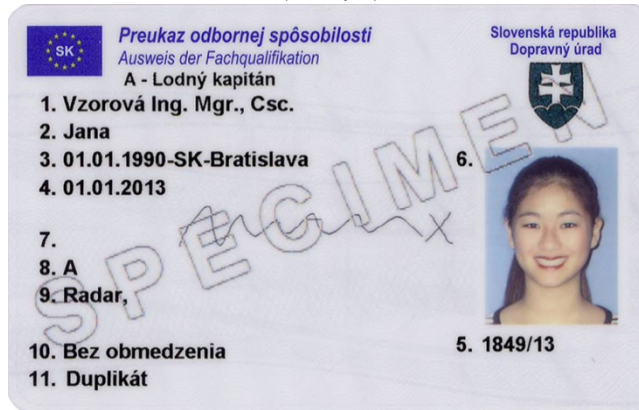 SK
Preukaz odbornej spôsobilosti
Ausweis der Fachqualifikation
A - Lodný kapitán
Slovenská republika
Dopravný úrad
1. Vzorová Ing. Mgr., Csc.
2. Jana
3. 01.01.1990-SK-Bratislava
4. 01.01.2013
6.
7.
8. A
9. Radar,
5. 1849/13
10. Bez obmedzenia
11. Duplikát
SPECIMEN